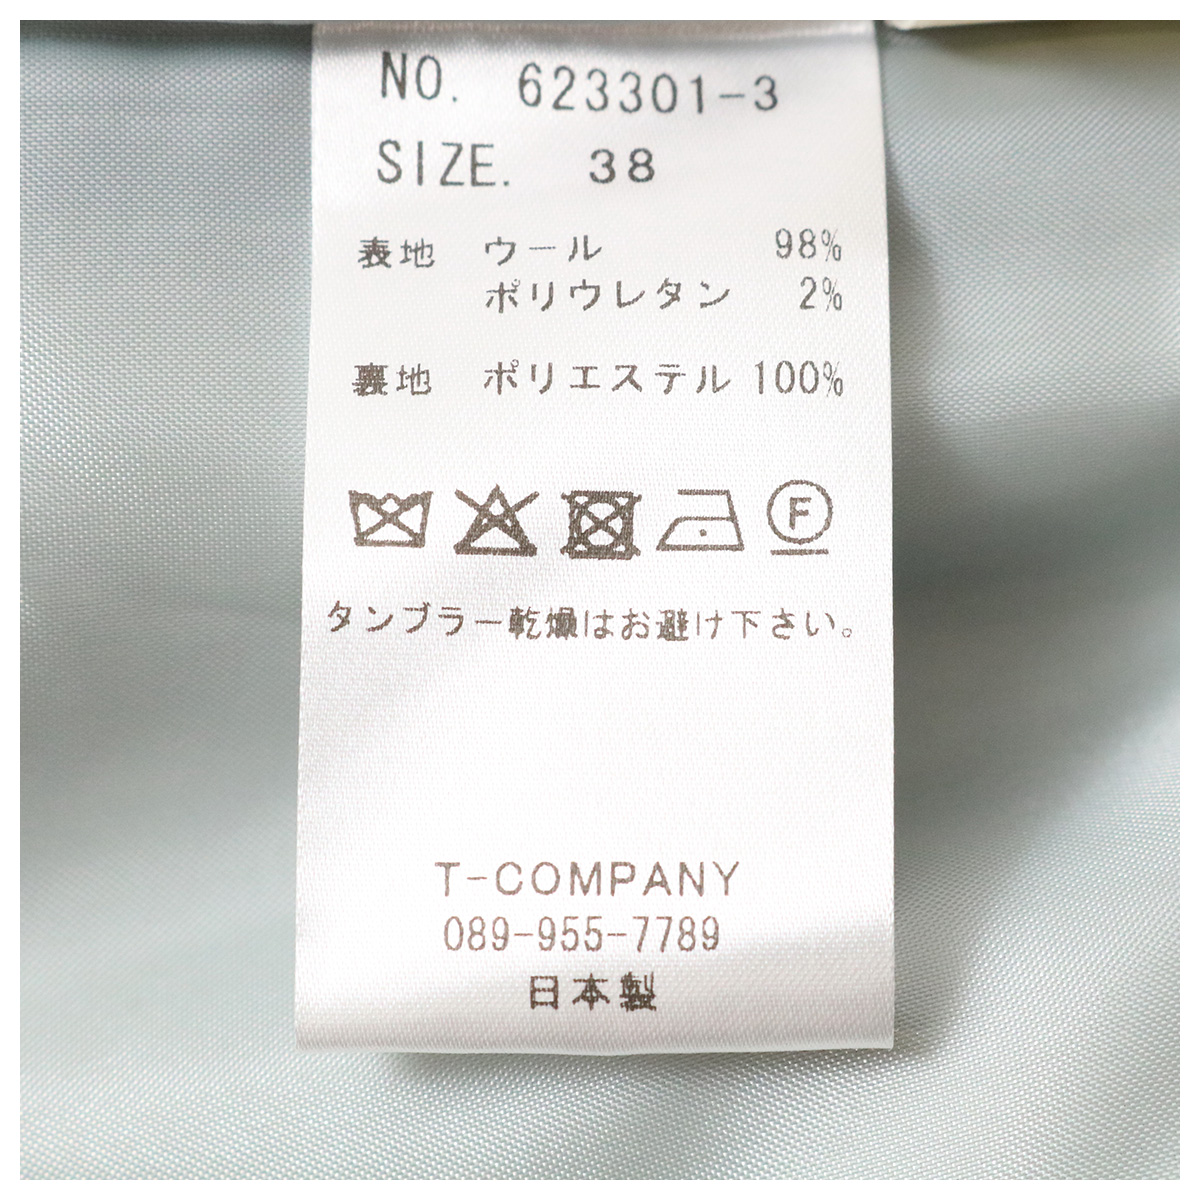 NO. 623301-3
SIZE. 38
表地 ウール 98%
ポリウレタン 2%
裏地 ポリエステル 100%
F
タンブラー乾燥はお避け下さい。
T-COMPANY
089-955-7789
日本製